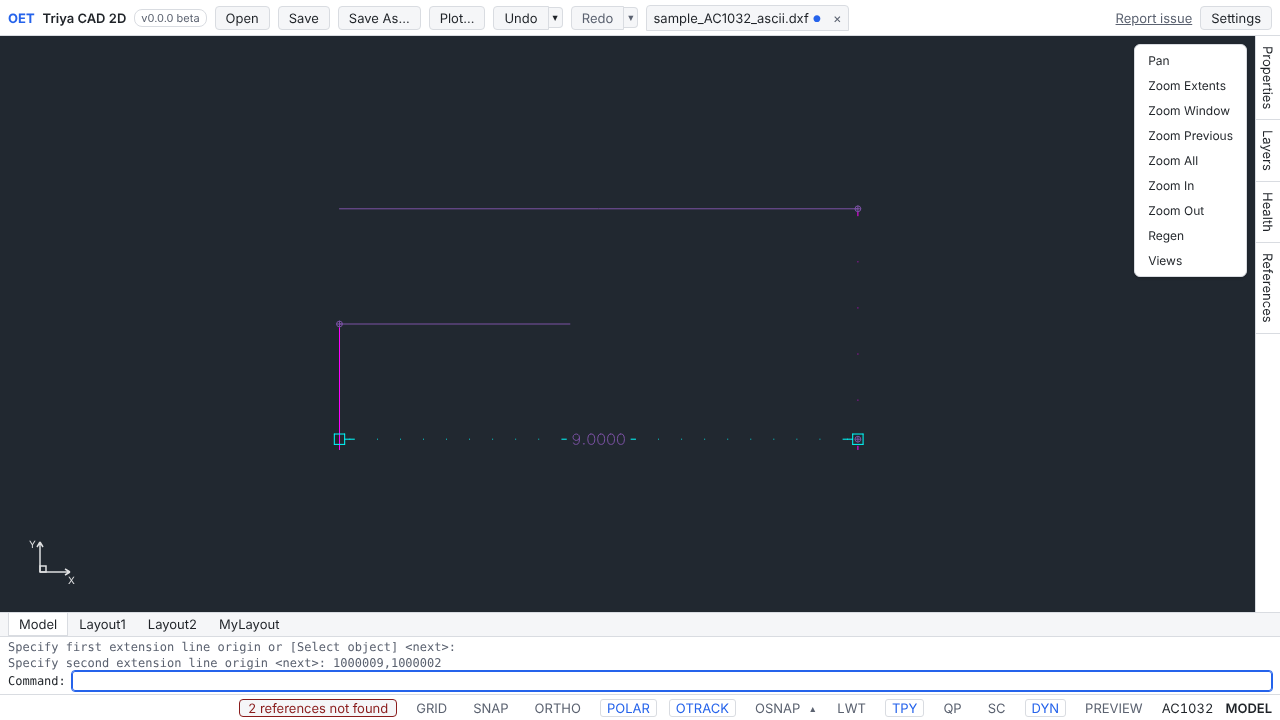 OET Triya CAD 2D v0.0.0 beta Open Save Save As... Plot... Undo ▾ Redo ▾ sample_AC1032_ascii.dxf ● × Report issue Settings
Pan
Zoom Extents
Zoom Window
Zoom Previous
Zoom All
Zoom In
Zoom Out
Regen
Views
Properties
Layers
Health
References
9.0000
Y
X
Model Layout1 Layout2 MyLayout
Specify first extension line origin or [Select object] <next>:
Specify second extension line origin <next>: 1000009,1000002
Command:
2 references not found GRID SNAP ORTHO POLAR OTRACK OSNAP ▴ LWT TPY QP SC DYN PREVIEW AC1032 MODEL